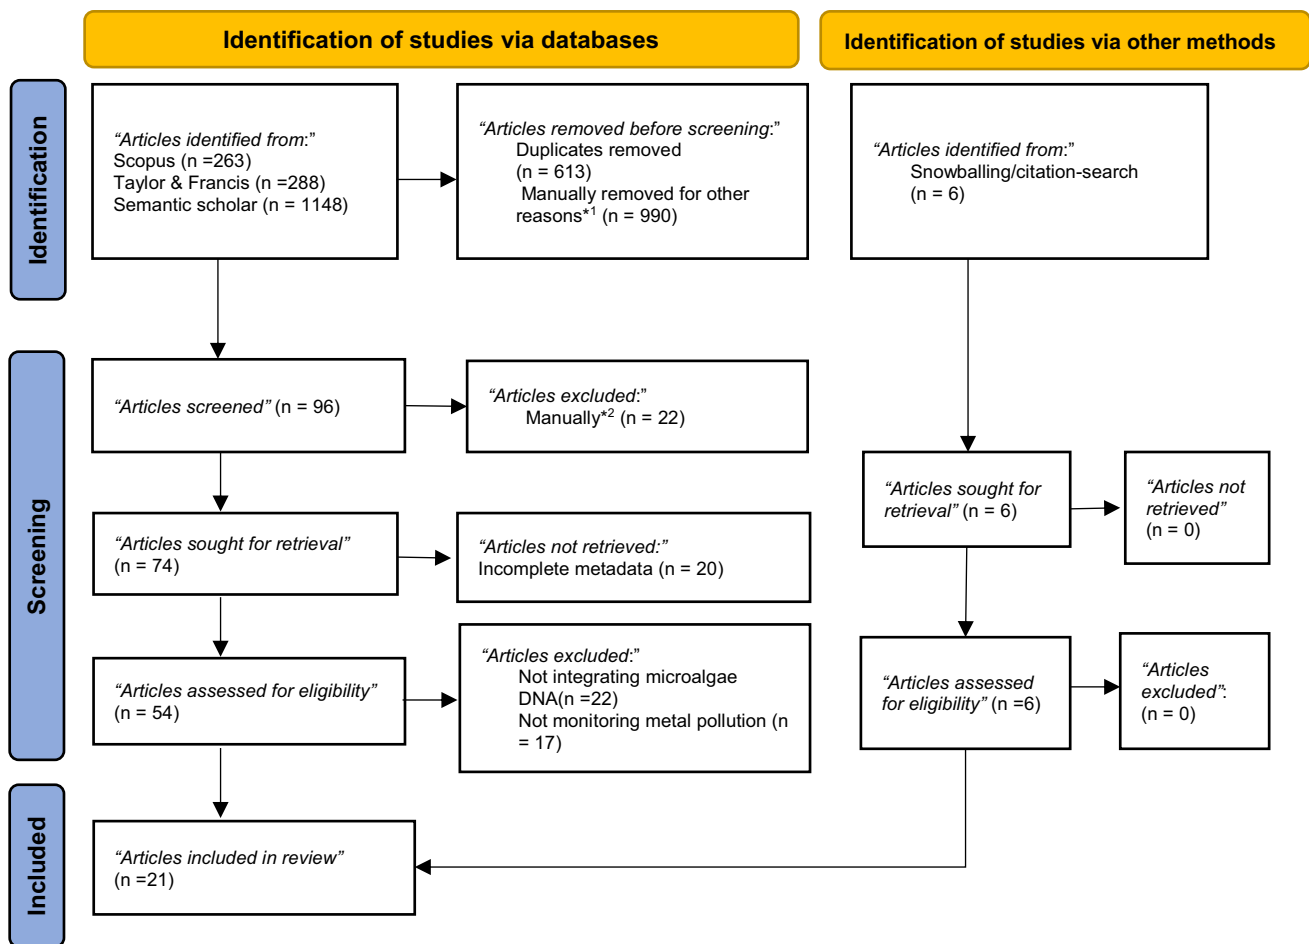 Identification of studies via databases
Identification of studies via other methods
Identification
“Articles identified from:”
Scopus (n =263)
Taylor & Francis (n =288)
Semantic scholar (n = 1148)
“Articles removed before screening:”
Duplicates removed
(n = 613)
Manually removed for other
reasons*1 (n = 990)
“Articles identified from:”
Snowballing/citation-search
(n = 6)
Screening
“Articles screened” (n = 96)
“Articles excluded:”
Manually*2 (n = 22)
“Articles sought for retrieval”
(n = 74)
“Articles not retrieved:”
Incomplete metadata (n = 20)
“Articles sought for
retrieval” (n = 6)
“Articles not
retrieved”
(n = 0)
“Articles assessed for eligibility”
(n = 54)
“Articles excluded:”
Not integrating microalgae
DNA(n =22)
Not monitoring metal pollution (n
= 17)
“Articles assessed
for eligibility” (n =6)
“Articles
excluded”:
(n = 0)
Included
“Articles included in review”
(n =21)